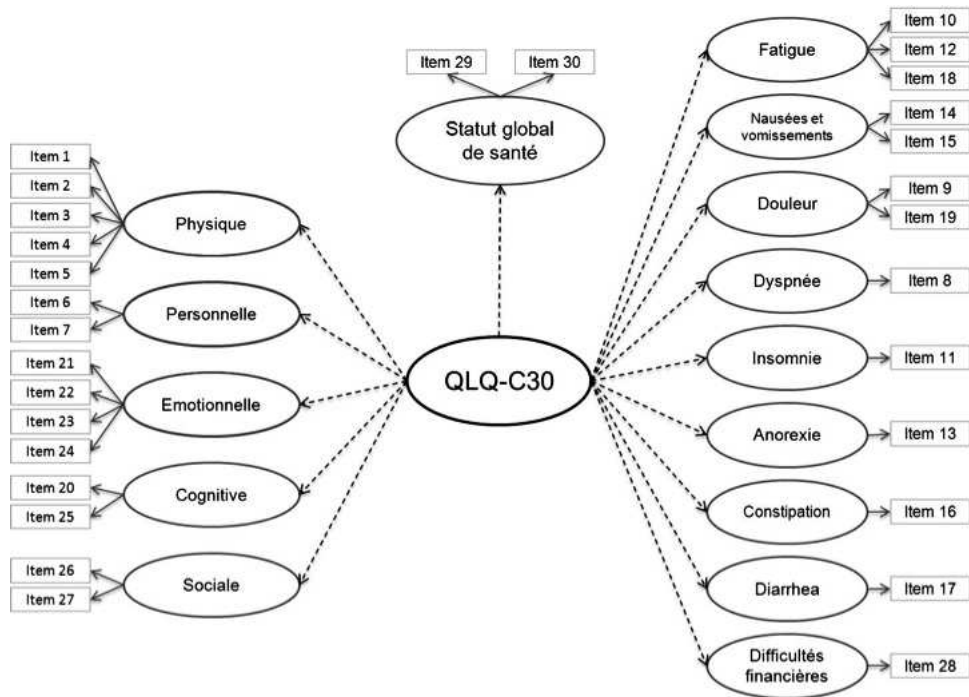 Item 29
Item 30
Statut global
de santé
Item 1
Item 2
Item 3
Item 4
Item 5
Physique
Item 6
Item 7
Personnelle
Item 21
Item 22
Item 23
Item 24
Emotionnelle
Item 20
Item 25
Cognitive
Item 26
Item 27
Sociale
QLQ-C30
Fatigue
Item 10
Item 12
Item 18
Nausées et
vomissements
Item 14
Item 15
Douleur
Item 9
Item 19
Dyspnée
Item 8
Insomnie
Item 11
Anorexie
Item 13
Constipation
Item 16
Diarrhea
Item 17
Difficultés
financières
Item 28